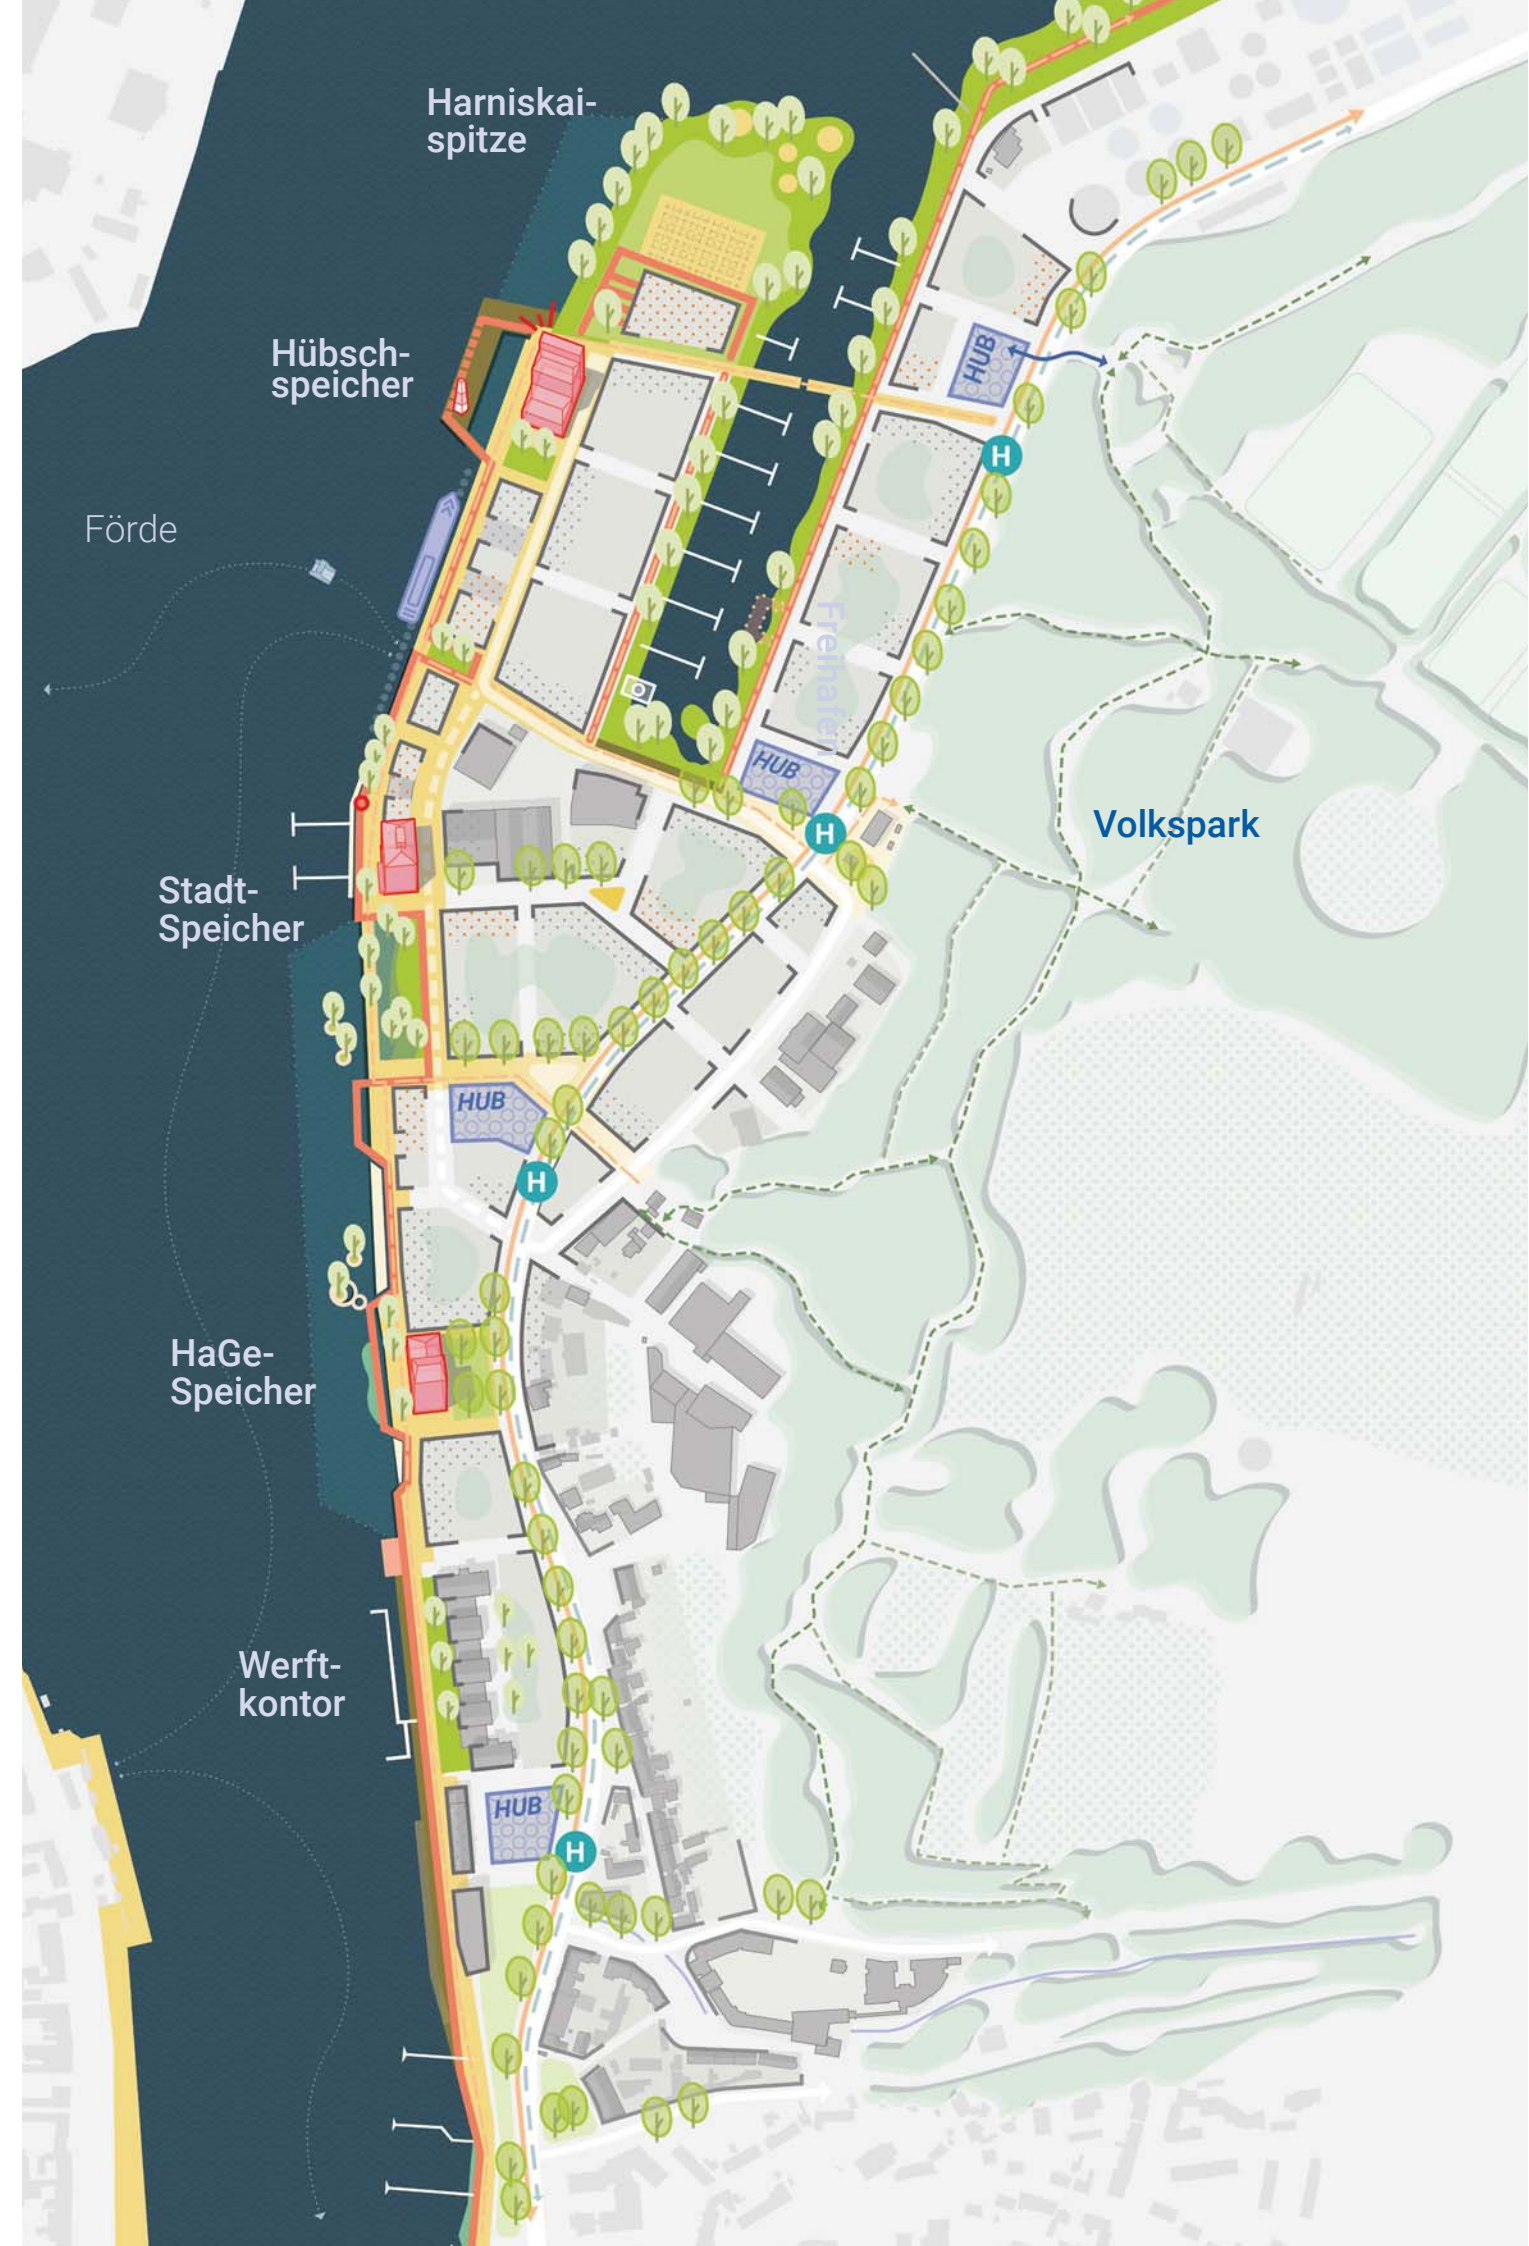 Harniskai-
spitze
Hübsch-
speicher
HUB
H
Förde
Freihafen
HUB
H
Volkspark
Stadt-
Speicher
HUB
H
HaGe-
Speicher
Werft-
kontor
HUB
H